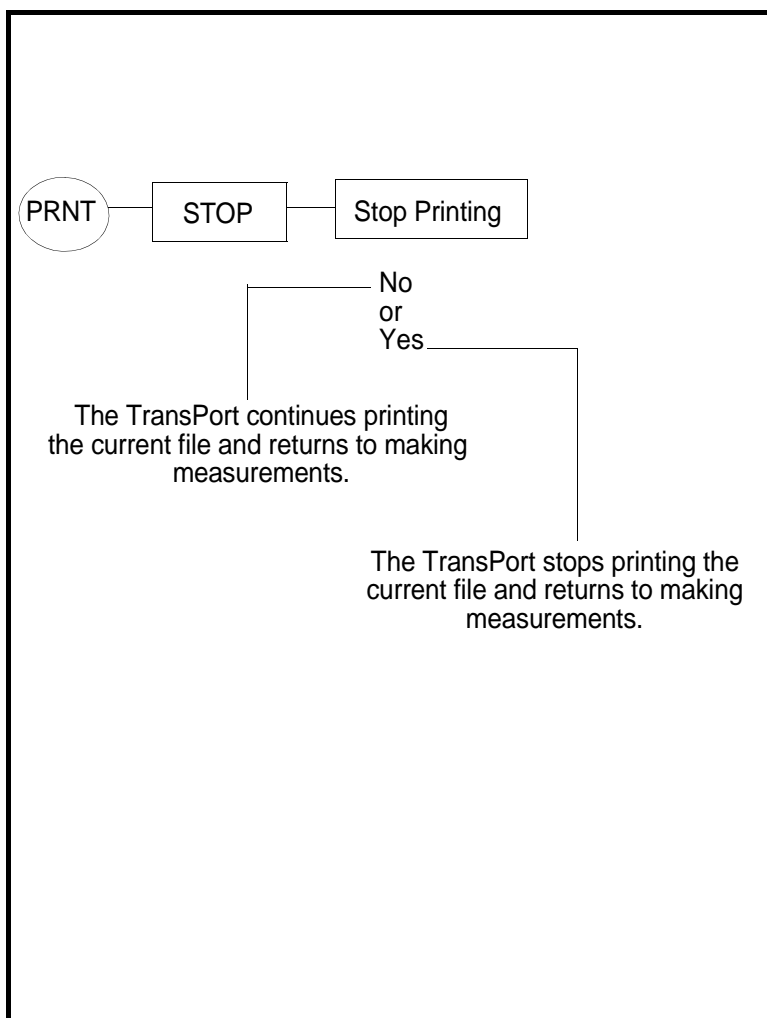 PRNT
STOP
Stop Printing
No
or
Yes
The TransPort continues printing
the current file and returns to making
measurements.
The TransPort stops printing the
current file and returns to making
measurements.